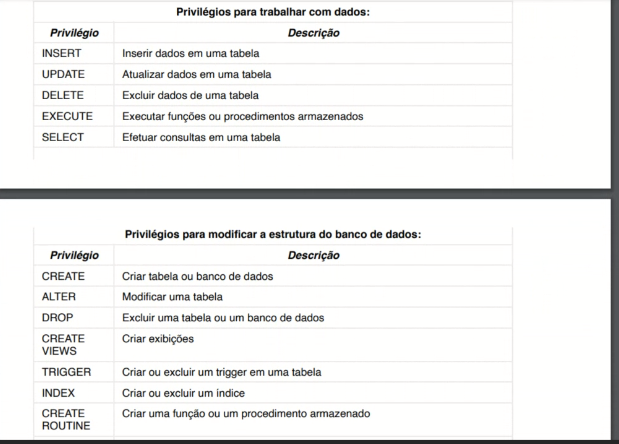 Privilégios para trabalhar com dados:
Privilégio Descrição
INSERT Inserir dados em uma tabela
UPDATE Atualizar dados em uma tabela
DELETE Excluir dados de uma tabela
EXECUTE Executar funções ou procedimentos armazenados
SELECT Efetuar consultas em uma tabela
Privilégios para modificar a estrutura do banco de dados:
Privilégio Descrição
CREATE Criar tabela ou banco de dados
ALTER Modificar uma tabela
DROP Excluir uma tabela ou um banco de dados
CREATE Criar exibições
VIEWS
TRIGGER Criar ou excluir um trigger em uma tabela
INDEX Criar ou excluir um índice
CREATE Criar uma função ou um procedimento armazenado
ROUTINE